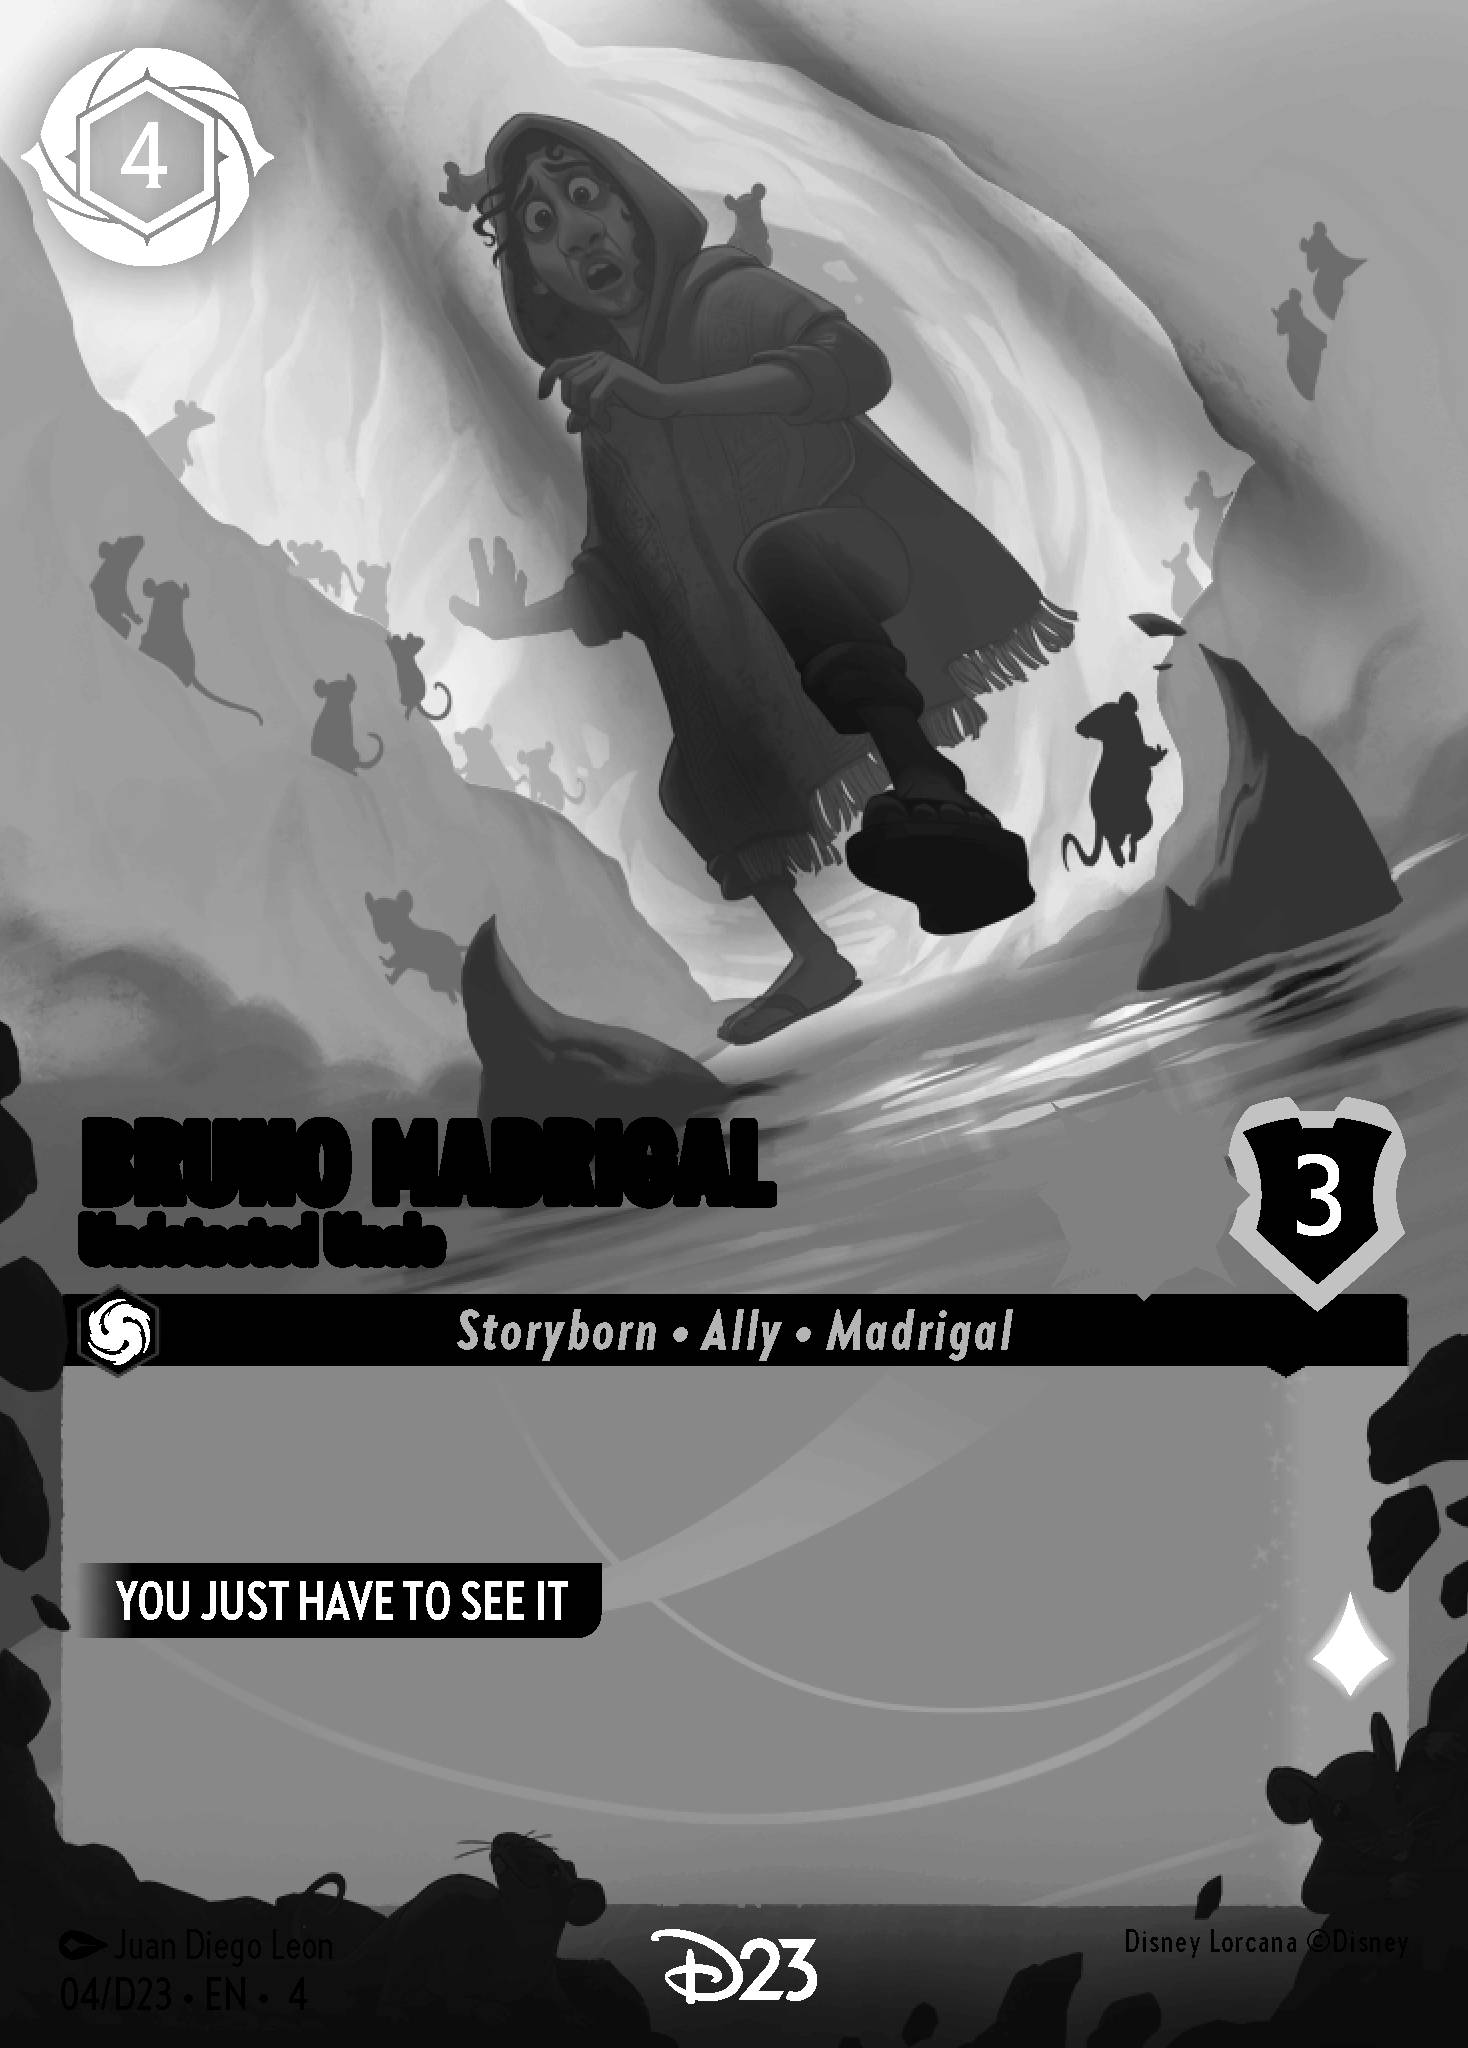 4
BRUNO MADRIGAL
Undetected Uncle
3
Storyborn • Ally • Madrigal
YOU JUST HAVE TO SEE IT
Juan Diego Leon
Disney Lorcana ©Disney
04/D23 • EN • 4
D23